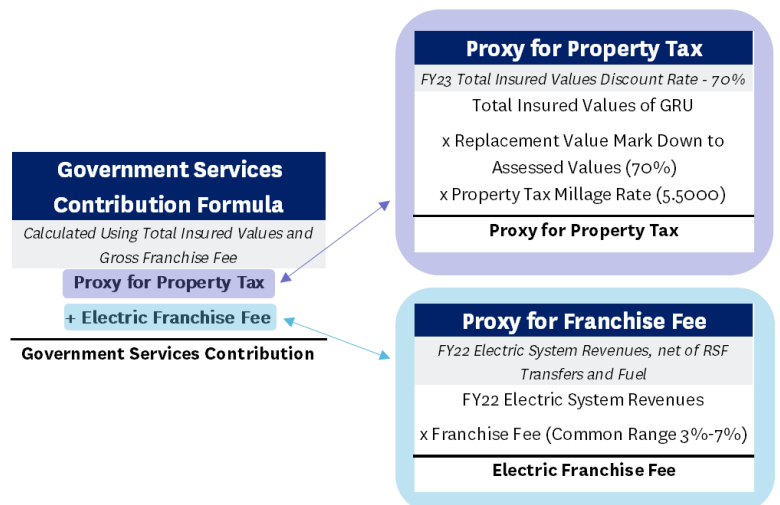 Government Services
Contribution Formula
Calculated Using Total Insured Values and
Gross Franchise Fee
Proxy for Property Tax
+ Electric Franchise Fee
Government Services Contribution
Proxy for Property Tax
FY23 Total Insured Values Discount Rate - 70%
Total Insured Values of GRU
x Replacement Value Mark Down to
Assessed Values (70%)
x Property Tax Millage Rate (5.5000)
Proxy for Property Tax
Proxy for Franchise Fee
FY22 Electric System Revenues, net of RSF
Transfers and Fuel
FY22 Electric System Revenues
x Franchise Fee (Common Range 3%-7%)
Electric Franchise Fee